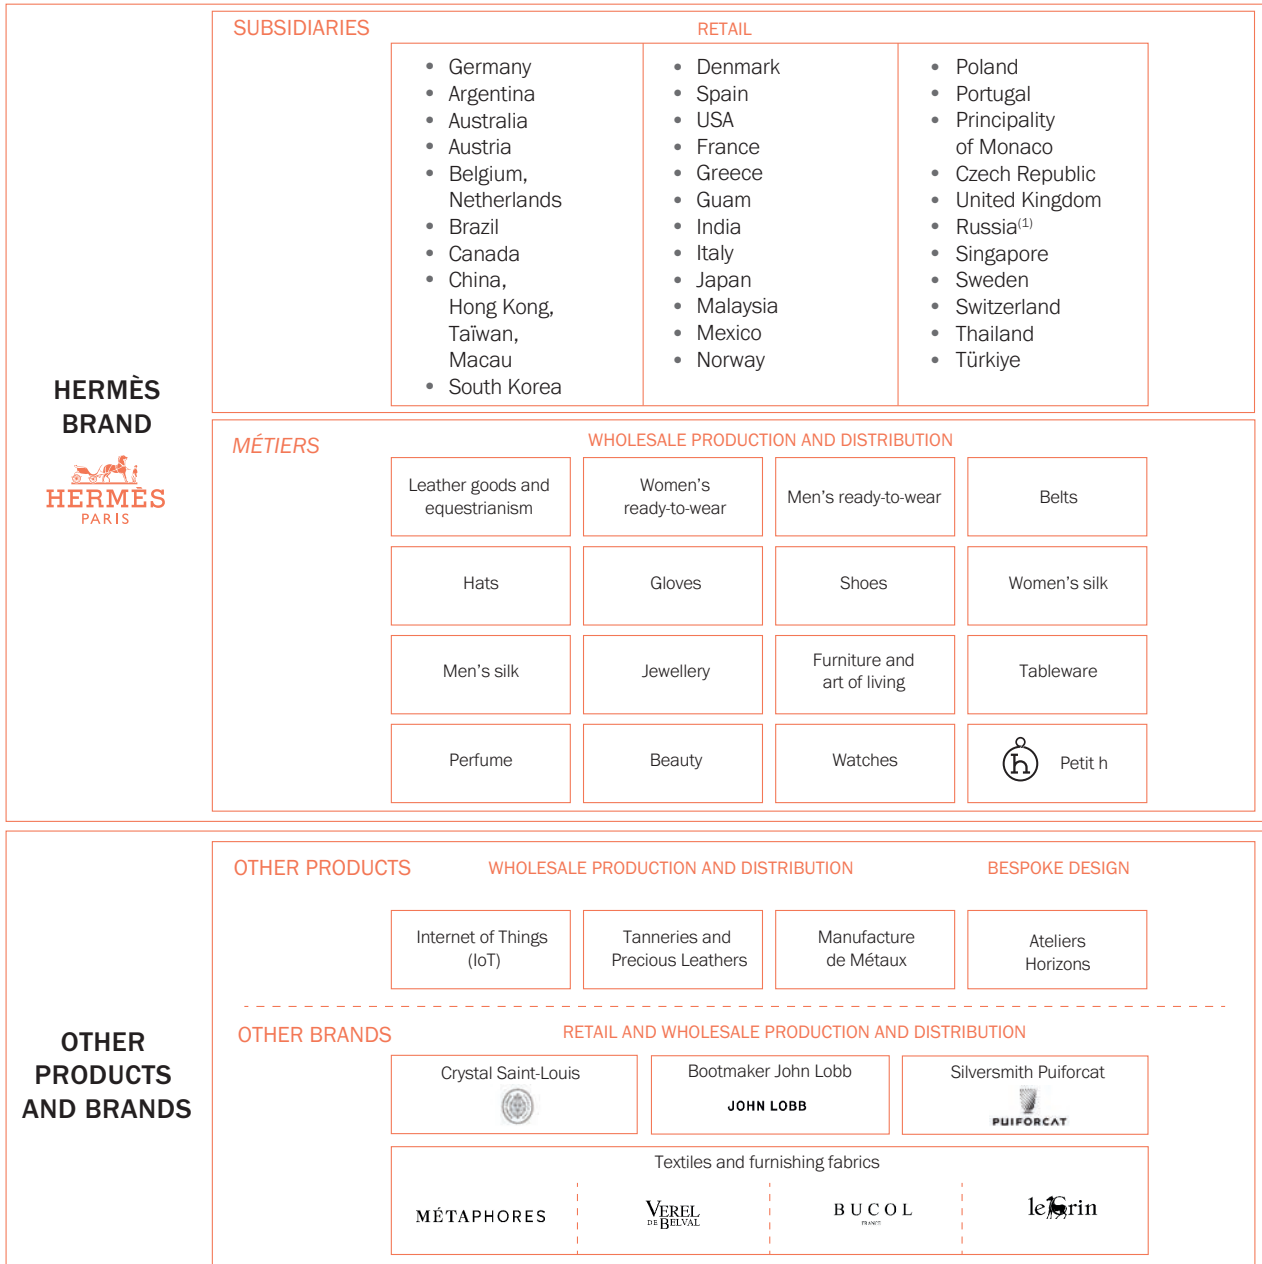 SUBSIDIARIES
RETAIL
• Germany
• Argentina
• Australia
• Austria
• Belgium,
Netherlands
• Brazil
• Canada
• China,
Hong Kong,
Taïwan,
Macau
• South Korea
• Denmark
• Spain
• USA
• France
• Greece
• Guam
• India
• Italy
• Japan
• Malaysia
• Mexico
• Norway
• Poland
• Portugal
• Principality
of Monaco
• Czech Republic
• United Kingdom
• Russia(1)
• Singapore
• Sweden
• Switzerland
• Thailand
• Türkiye
HERMÈS
BRAND
HERMÈS
PARIS
MÉTIERS
WHOLESALE PRODUCTION AND DISTRIBUTION
Leather goods and
equestrianism
Women's
ready-to-wear
Men's ready-to-wear
Belts
Hats
Gloves
Shoes
Women's silk
Men's silk
Jewellery
Furniture and
art of living
Tableware
Perfume
Beauty
Watches
h
Petit h
OTHER
PRODUCTS
AND BRANDS
OTHER PRODUCTS
WHOLESALE PRODUCTION AND DISTRIBUTION
BESPOKE DESIGN
Internet of Things
(IoT)
Tanneries and
Precious Leathers
Manufacture
de Métaux
Ateliers
Horizons
OTHER BRANDS
RETAIL AND WHOLESALE PRODUCTION AND DISTRIBUTION
Crystal Saint-Louis
Bootmaker John Lobb
JOHN LOBB
Silversmith Puiforcat
PUIFORCAT
Textiles and furnishing fabrics
MÉTAPHORES
VEREL
DE BELVAL
BUCOL
FRANCE
le Crin